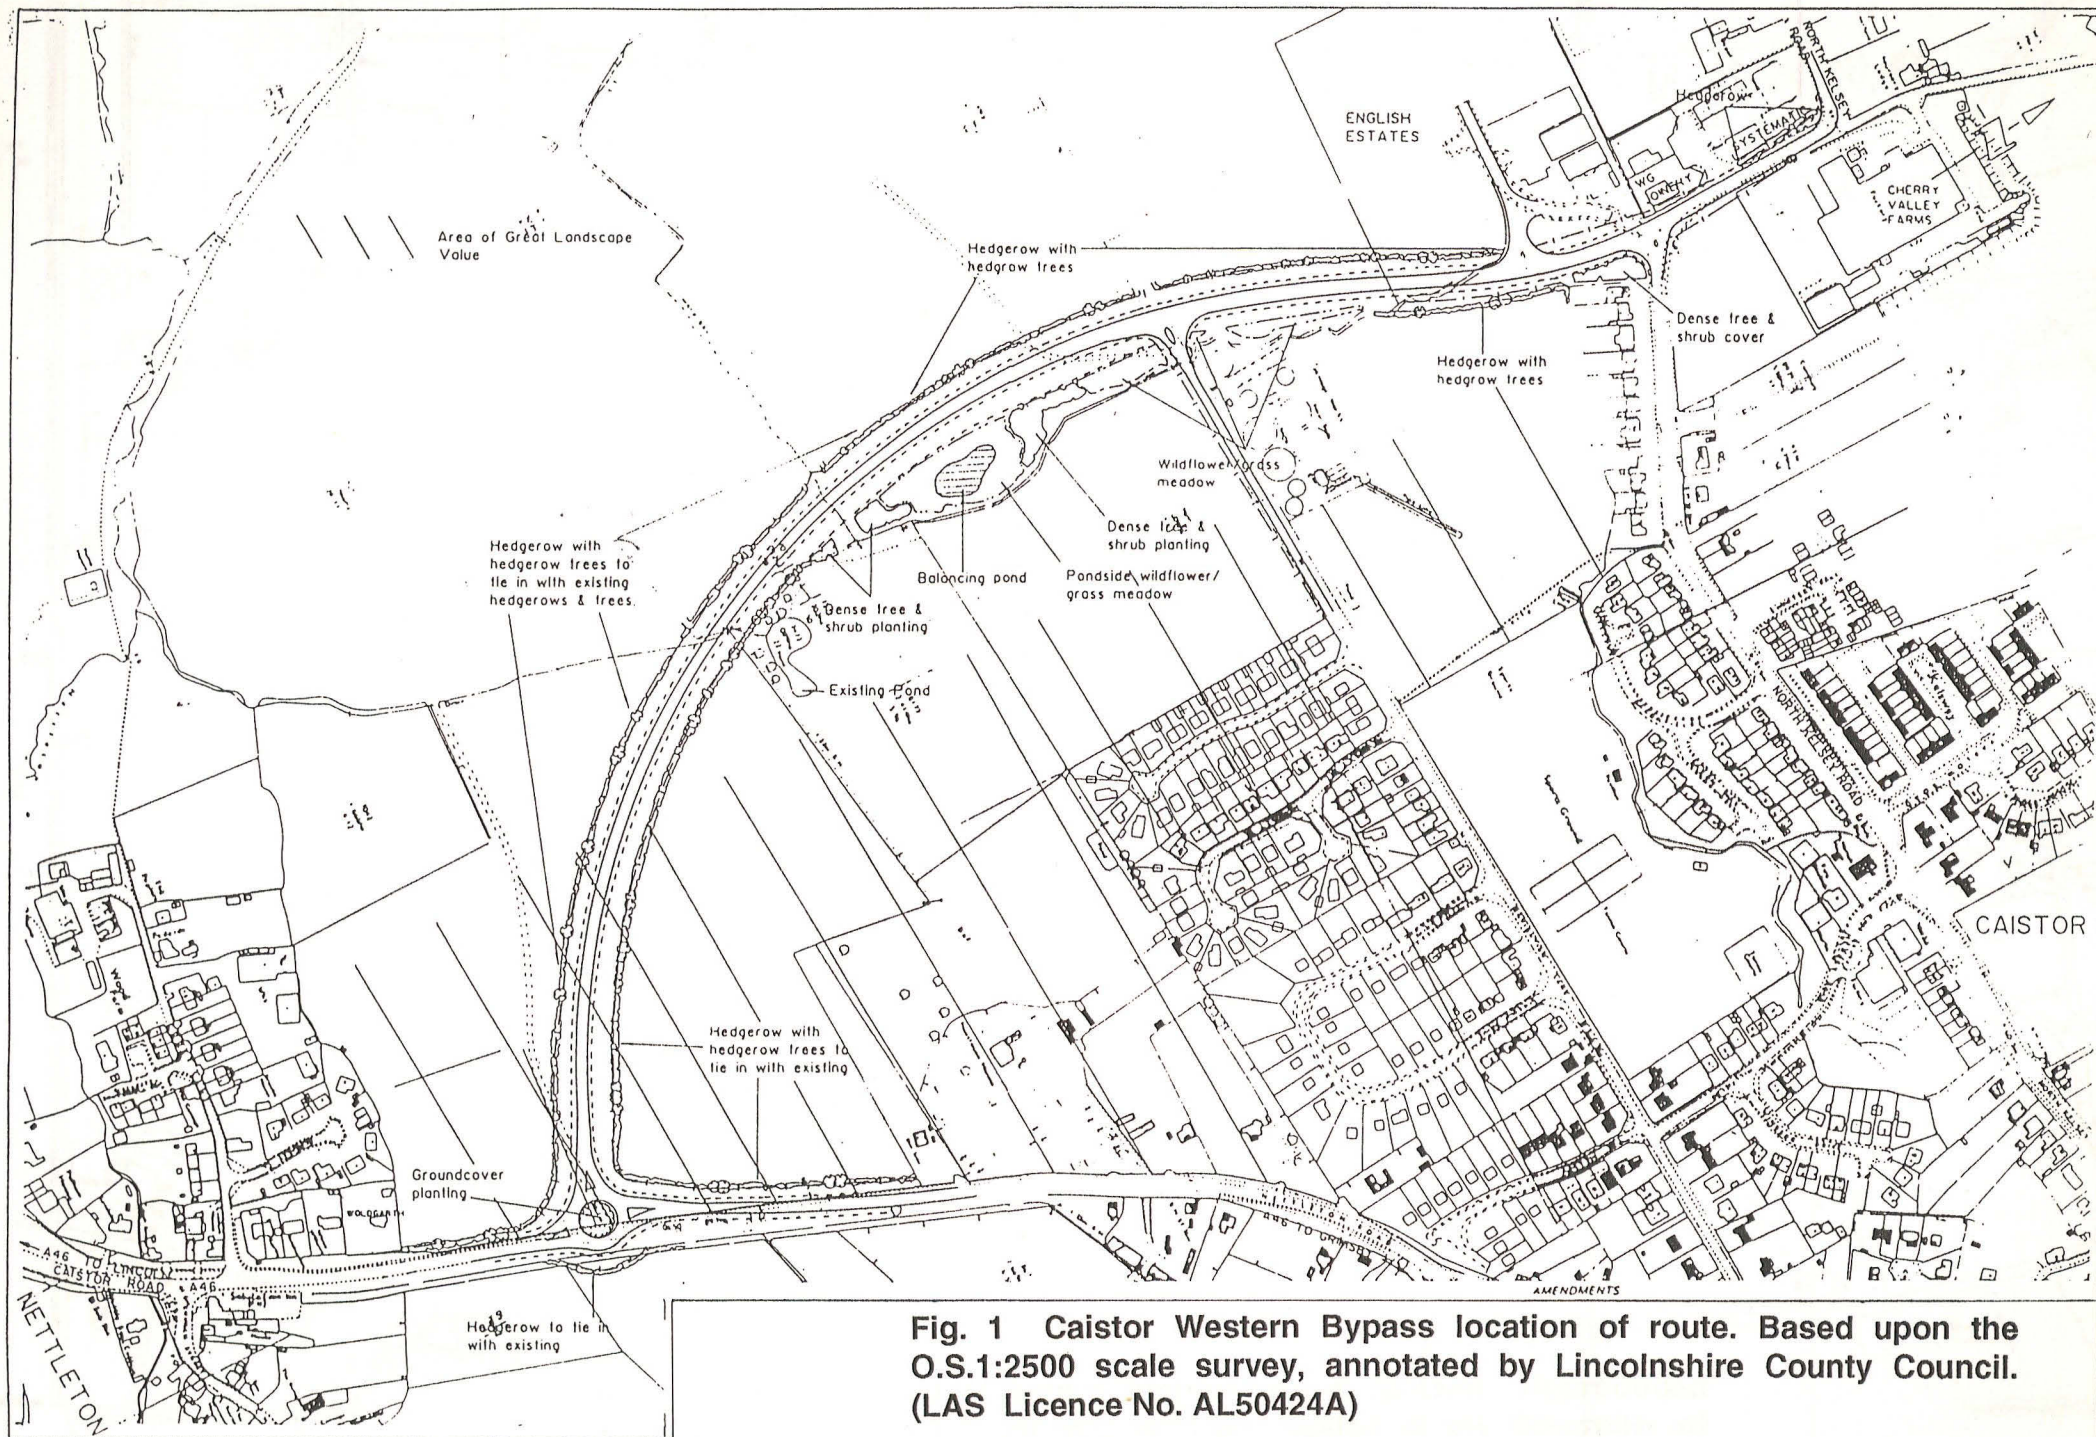 NORTH KELSEY
ROAD
Hedgerow
ENGLISH
ESTATES
SYSTEMATIC
WG
OWENY
CHERRY
VALLEY
FARMS
Area of Great Landscape
Value
Hedgerow with
hedgrow trees
Dense tree &
shrub cover
Hedgerow with
hedgrow trees
Wildflower/grass
meadow
Dense tree &
shrub planting
Hedgerow with
hedgerow trees to
tie in with existing
hedgerows & trees.
Balancing pond
Pondside wildflower/
grass meadow
Dense tree &
shrub planting
Existing Pond
NORTH KELSEY ROAD
CAISTOR
Hedgerow with
hedgerow trees to
tie in with existing
Groundcover
planting
WOLDGARTH
A46 TO LINCOLN
CAISTOR ROAD A46
A46 TO GRIMSBY
NETTLETON
Hedgerow to tie in
with existing
AMENDMENTS
Fig. 1 Caistor Western Bypass location of route. Based upon the
O.S.1:2500 scale survey, annotated by Lincolnshire County Council.
(LAS Licence No. AL50424A)